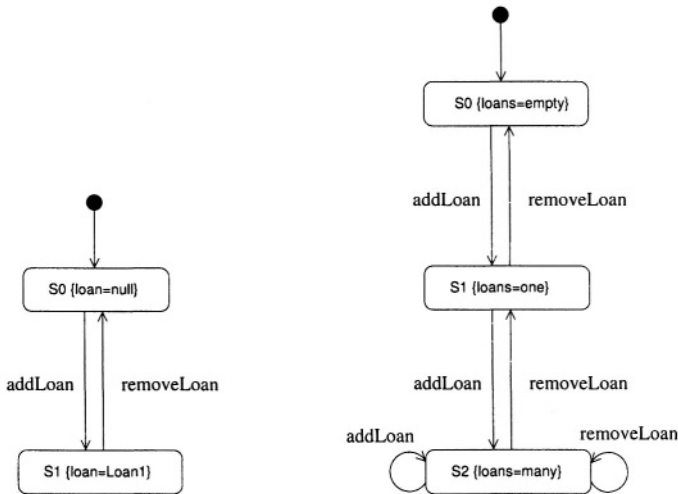 S0 {loan=null}
addLoan
removeLoan
S1 {loan=Loan1}
S0 {loans=empty}
addLoan
removeLoan
S1 {loans=one}
addLoan
removeLoan
addLoan
removeLoan
S2 {loans=many}